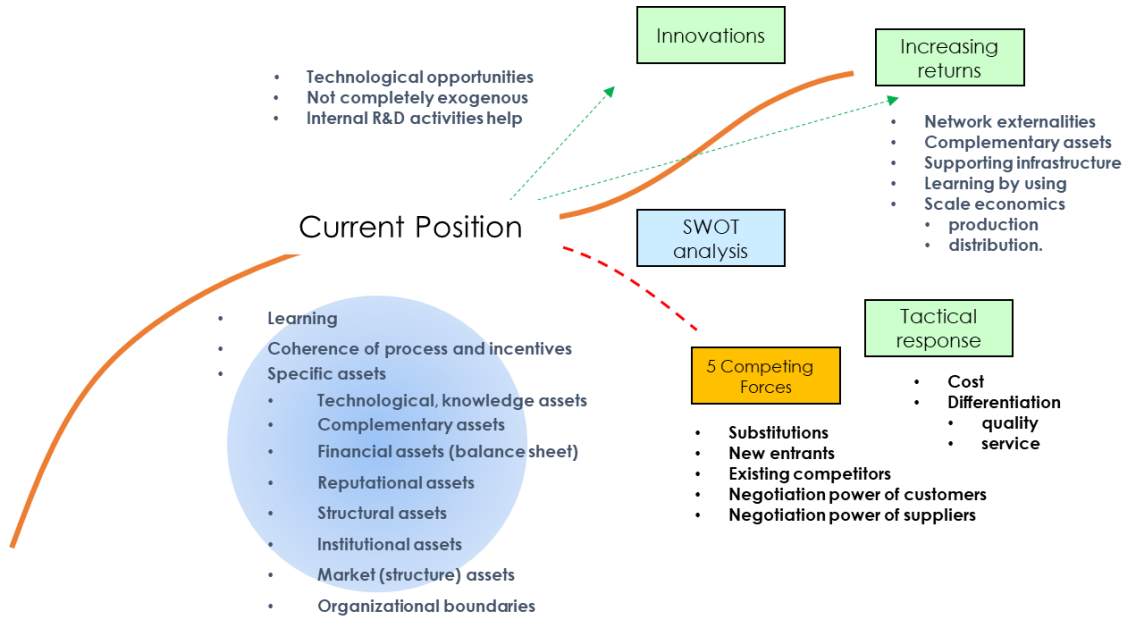 Innovations
Increasing
returns
• Technological opportunities
• Not completely exogenous
• Internal R&D activities help
• Network externalities
• Complementary assets
• Supporting infrastructure
• Learning by using
• Scale economics
• production
• distribution.
Current Position
SWOT
analysis
• Learning
• Coherence of process and incentives
• Specific assets
• Technological, knowledge assets
• Complementary assets
• Financial assets (balance sheet)
• Reputational assets
• Structural assets
• Institutional assets
• Market (structure) assets
• Organizational boundaries
5 Competing
Forces
• Substitutions
• New entrants
• Existing competitors
• Negotiation power of customers
• Negotiation power of suppliers
Tactical
response
• Cost
• Differentiation
• quality
• service